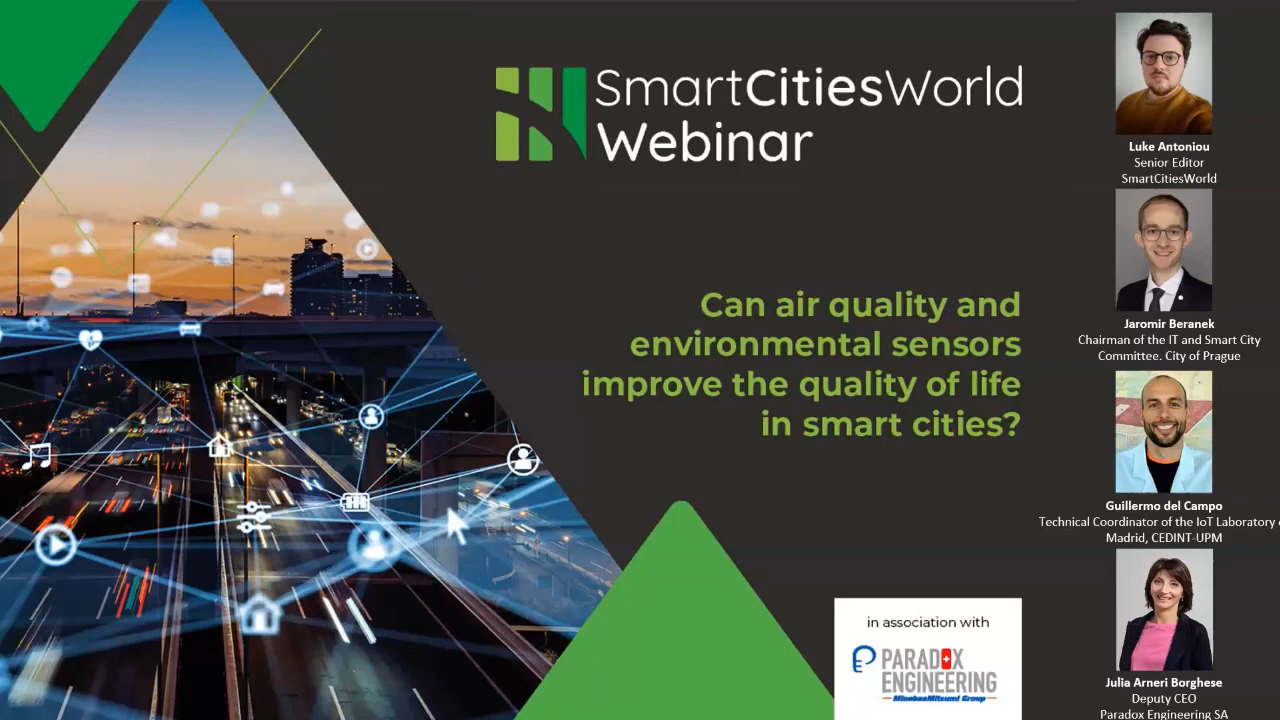 SmartCitiesWorld
Webinar
Can air quality and
environmental sensors
improve the quality of life
in smart cities?
in association with
PARADOX
ENGINEERING
MinebeaMitsumi Group
Luke Antoniou
Senior Editor
SmartCitiesWorld
Jaromir Beranek
Chairman of the IT and Smart City
Committee. City of Prague
Guillermo del Campo
Technical Coordinator of the IoT Laboratory
Madrid, CEDINT-UPM
Julia Arneri Borghese
Deputy CEO
Paradox Engineering SA